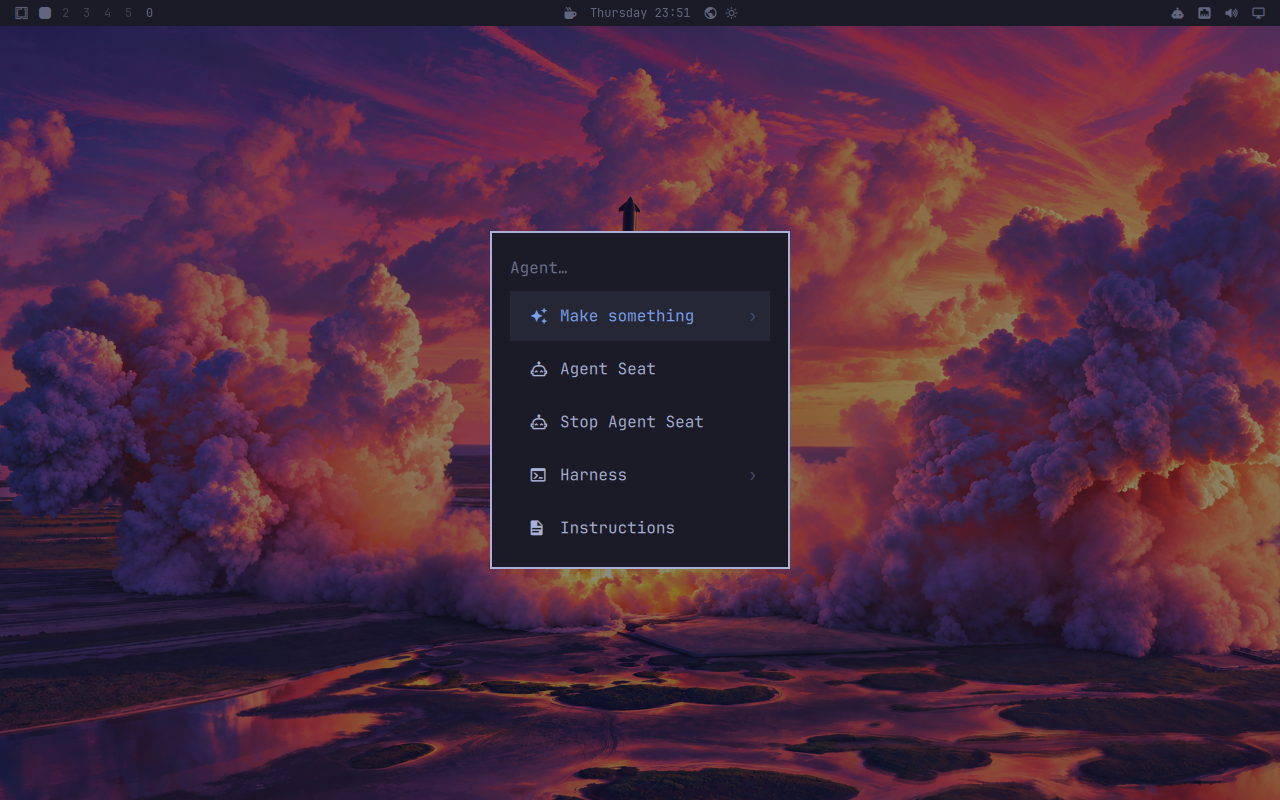 2 3 4 5 0
Thursday 23:51
Agent…
Make something
Agent Seat
Stop Agent Seat
Harness
Instructions